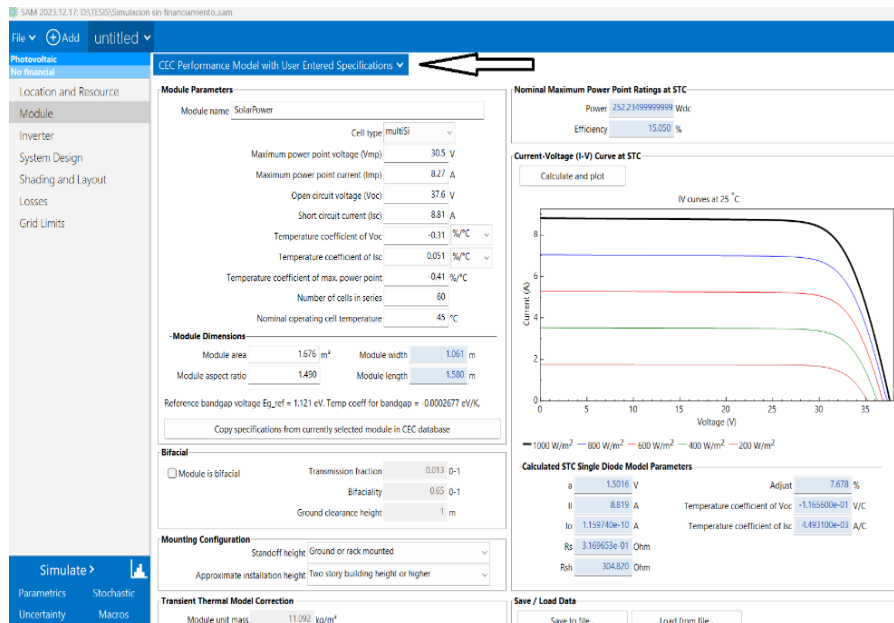 SAM 2023.12.17: D:\TESIS\Simulacion sin financiamiento.sam
File Add untitled
Photovoltaic
No financial
Location and Resource
Module
Inverter
System Design
Shading and Layout
Losses
Grid Limits
Simulate >
Parametrics Stochastic
Uncertainty Macros
CEC Performance Model with User Entered Specifications
Module Parameters
Module name SolarPower
Cell type multiSi
Maximum power point voltage (Vmp) 30.5 V
Maximum power point current (Imp) 8.27 A
Open circuit voltage (Voc) 37.6 V
Short circuit current (Isc) 8.81 A
Temperature coefficient of Voc -0.31 %/°C
Temperature coefficient of Isc 0.051 %/°C
Temperature coefficient of max. power point -0.41 %/°C
Number of cells in series 60
Nominal operating cell temperature 45 °C
-Module Dimensions
Module area 1.676 m² Module width 1.061 m
Module aspect ratio 1.490 Module length 1.580 m
Reference bandgap voltage Eg_ref = 1.121 eV. Temp coeff for bandgap = -0.0002677 eV/K.
Copy specifications from currently selected module in CEC database
Bifacial
Module is bifacial Transmission fraction 0.013 0-1
Bifaciality 0.65 0-1
Ground clearance height 1 m
Mounting Configuration
Standoff height Ground or rack mounted
Approximate installation height Two story building height or higher
Transient Thermal Model Correction
Module unit mass 11.092 kg/m²
Nominal Maximum Power Point Ratings at STC
Power 252.23499999999 Wdc
Efficiency 15.050 %
Current-Voltage (I-V) Curve at STC
Calculate and plot
IV curves at 25 °C
Current (A)
8
6
4
2
0 5 10 15 20 25 30 35
Voltage (V)
1000 W/m² 800 W/m² 600 W/m² 400 W/m² 200 W/m²
Calculated STC Single Diode Model Parameters
a 1.5016 V Adjust 7.678 %
Il 8.819 A Temperature coefficient of Voc -1.165600e-01 V/C
Io 1.159740e-10 A Temperature coefficient of Isc 4.493100e-03 A/C
Rs 3.169653e-01 Ohm
Rsh 304.820 Ohm
Save / Load Data
Save to file... Load from file...